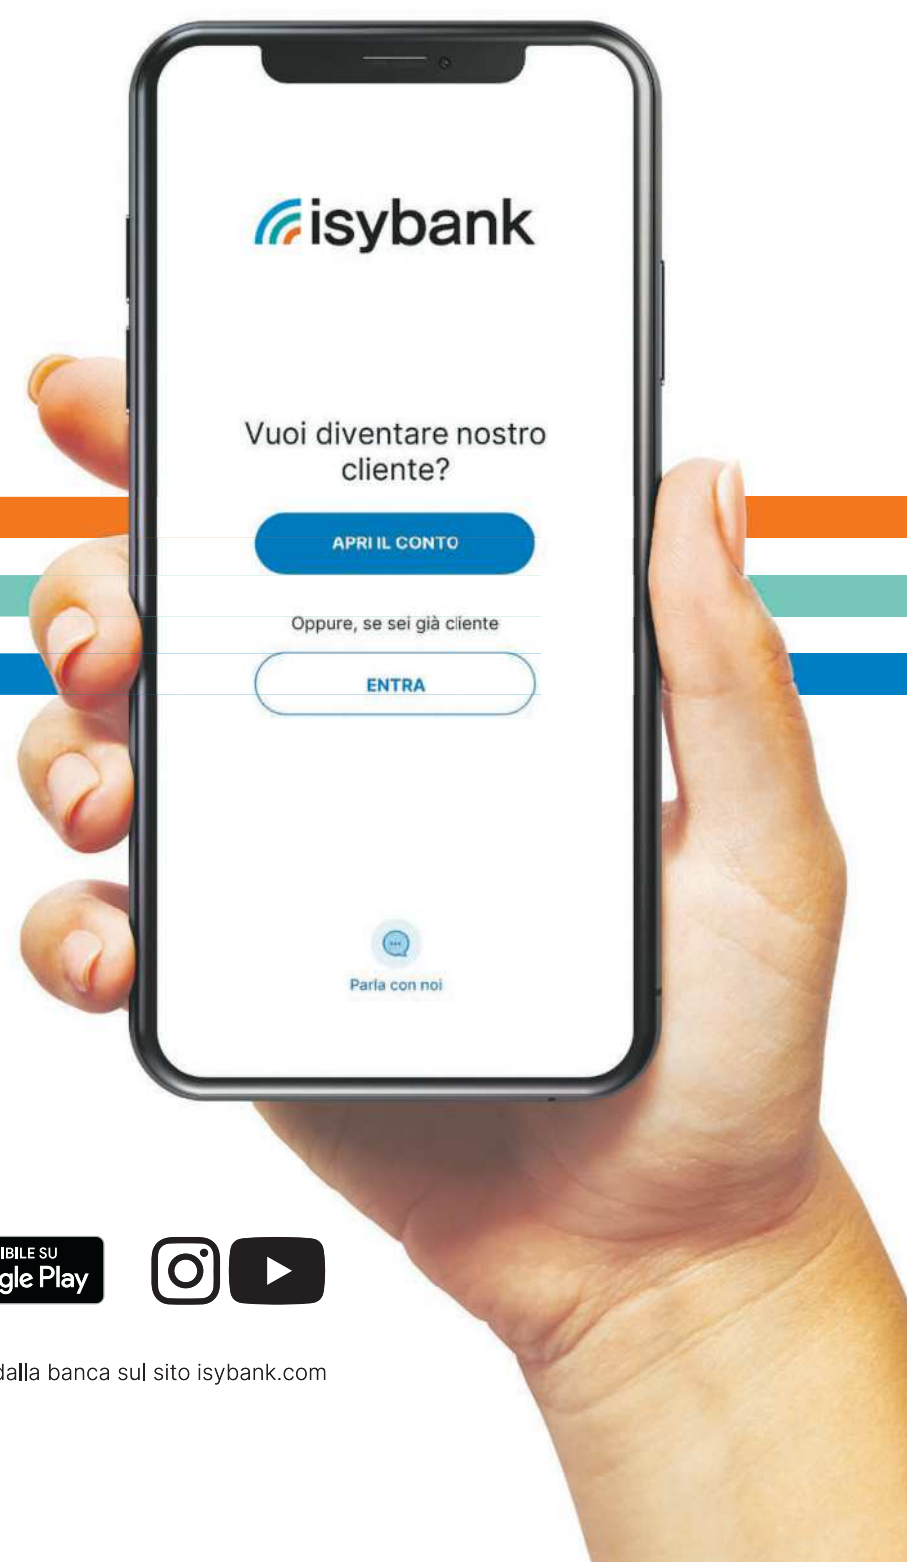 isybank
Vuoi diventare nostro
cliente?
APRI IL CONTO
Oppure, se sei già cliente
ENTRA
Parla con noi
IBILE SU
gle Play
dalla banca sul sito isybank.com